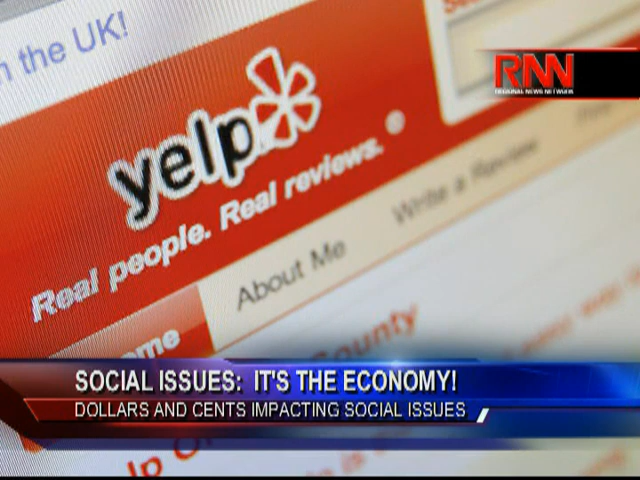 n the UK!
RNN
REGIONAL NEWS NETWORK
yelp
Real people. Real reviews.®
About Me
Write a Review
County
SOCIAL ISSUES: IT'S THE ECONOMY!
DOLLARS AND CENTS IMPACTING SOCIAL ISSUES